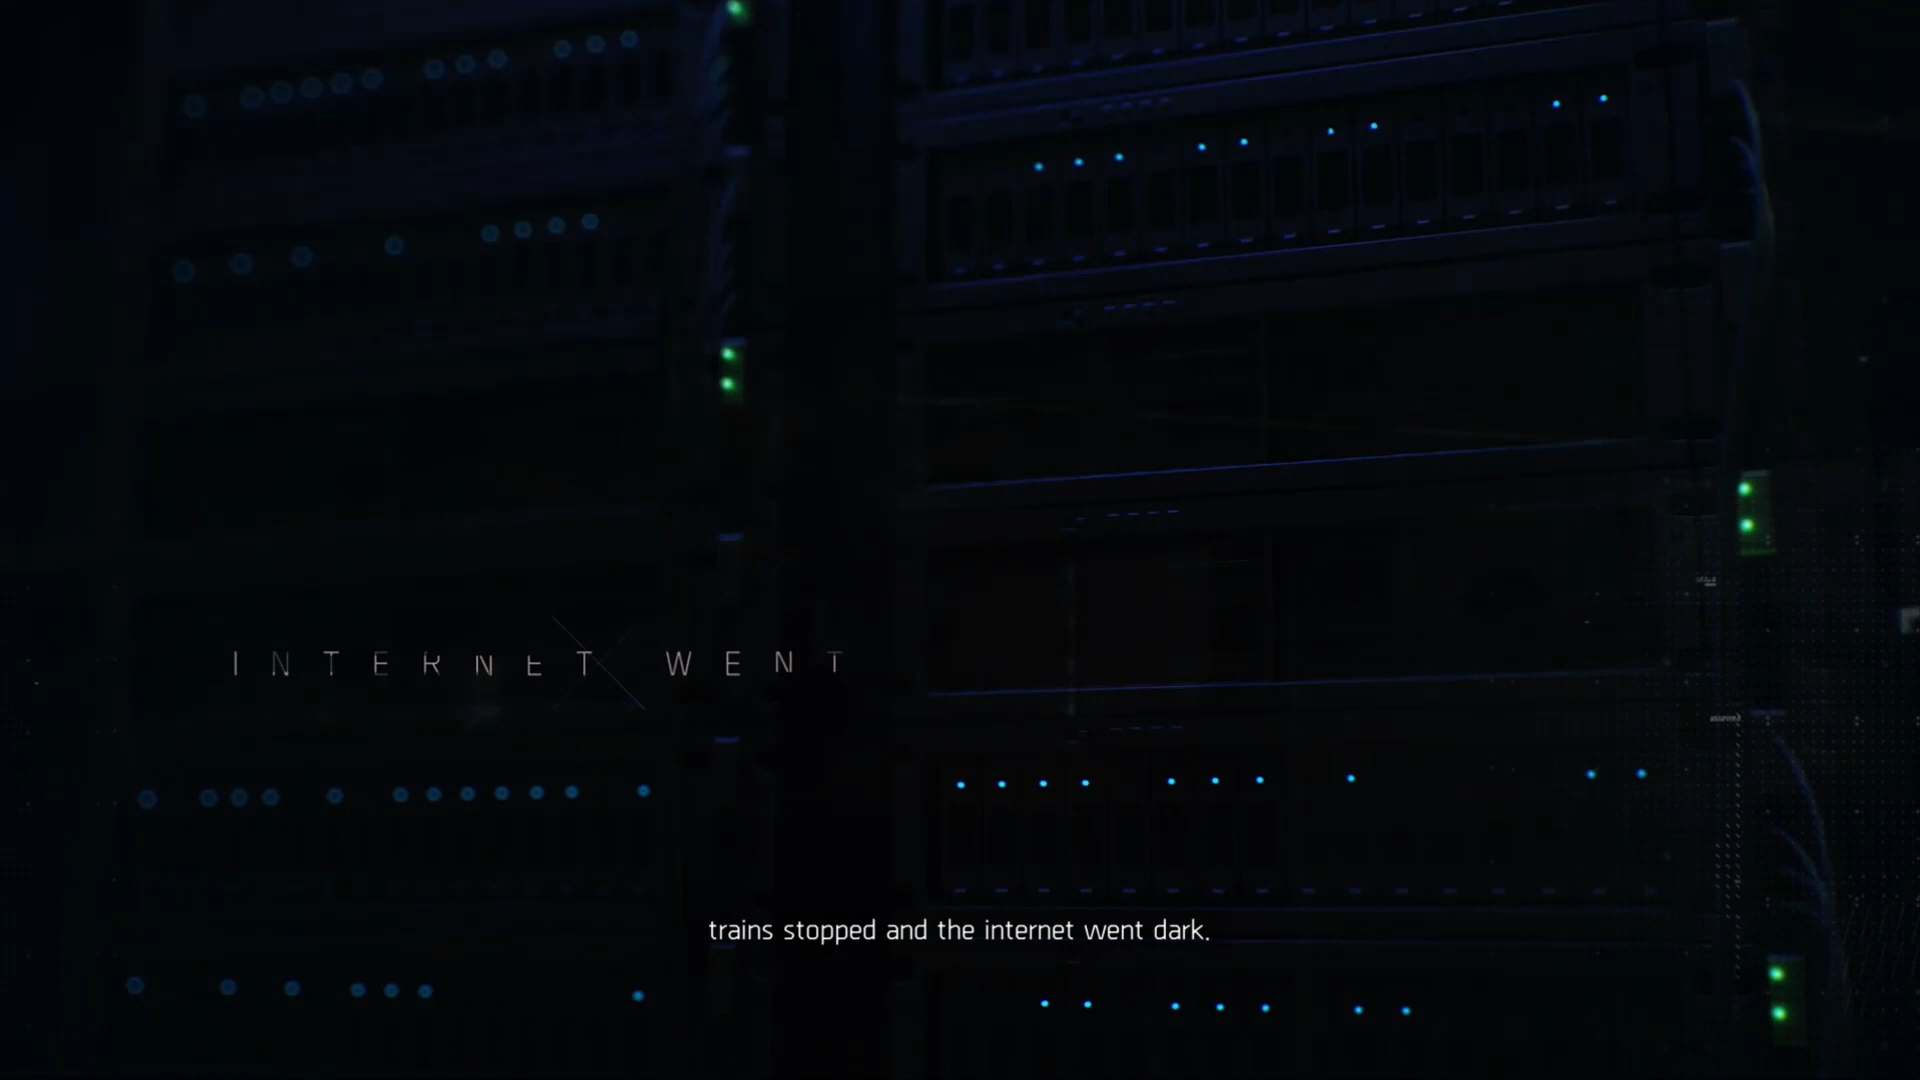 INTERNET WENT
trains stopped and the internet went dark.